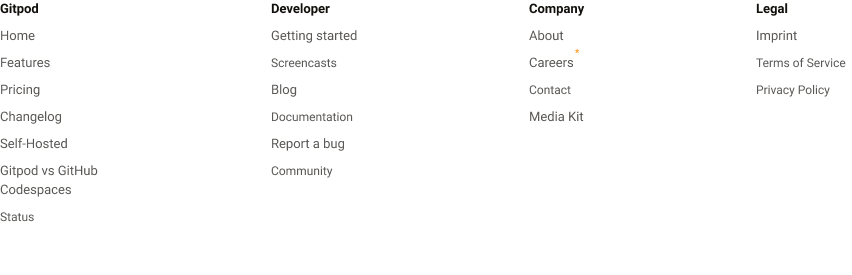 Gitpod
Home
Features
Pricing
Changelog
Self-Hosted
Gitpod vs GitHub
Codespaces
Status
Developer
Getting started
Screencasts
Blog
Documentation
Report a bug
Community
Company
About
Careers
Contact
Media Kit
Legal
Imprint
Terms of Service
Privacy Policy